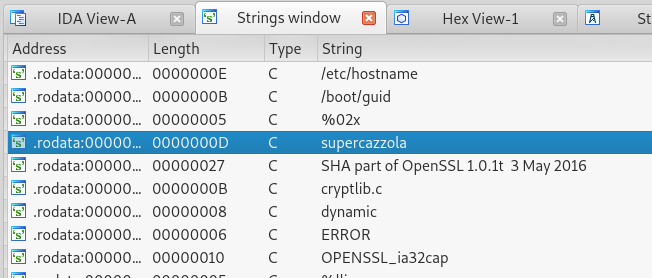 IDA View-A Strings window Hex View-1 St
Address Length Type String
.rodata:00000... 0000000E C /etc/hostname
.rodata:00000... 0000000B C /boot/guid
.rodata:00000... 00000005 C %02x
.rodata:00000... 0000000D C supercazzola
.rodata:00000... 00000027 C SHA part of OpenSSL 1.0.1t 3 May 2016
.rodata:00000... 0000000B C cryptlib.c
.rodata:00000... 00000008 C dynamic
.rodata:00000... 00000006 C ERROR
.rodata:00000... 00000010 C OPENSSL_ia32cap